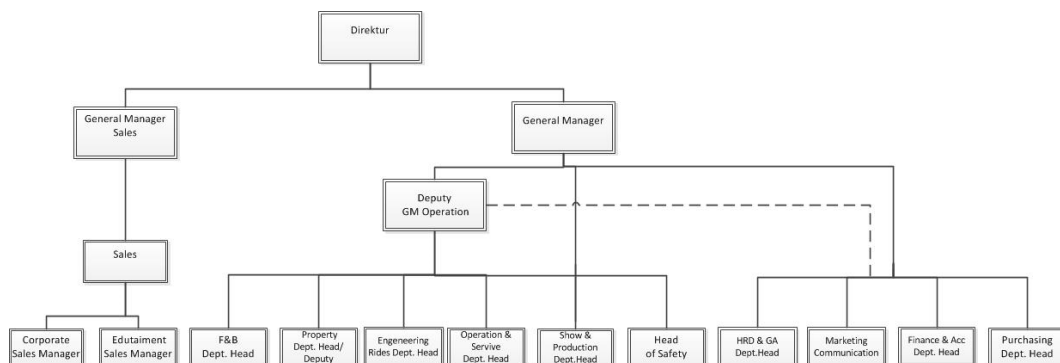 Direktur
General Manager
Sales
General Manager
Deputy
GM Operation
Sales
Corporate
Sales Manager
Edutaiment
Sales Manager
F&B
Dept. Head
Property
Dept. Head/
Deputy
Engeneering
Rides Dept. Head
Operation &
Servive
Dept. Head
Show &
Production
Dept.Head
Head
of Safety
HRD & GA
Dept.Head
Marketing
Communication
Finance & Acc
Dept. Head
Purchasing
Dept. Head